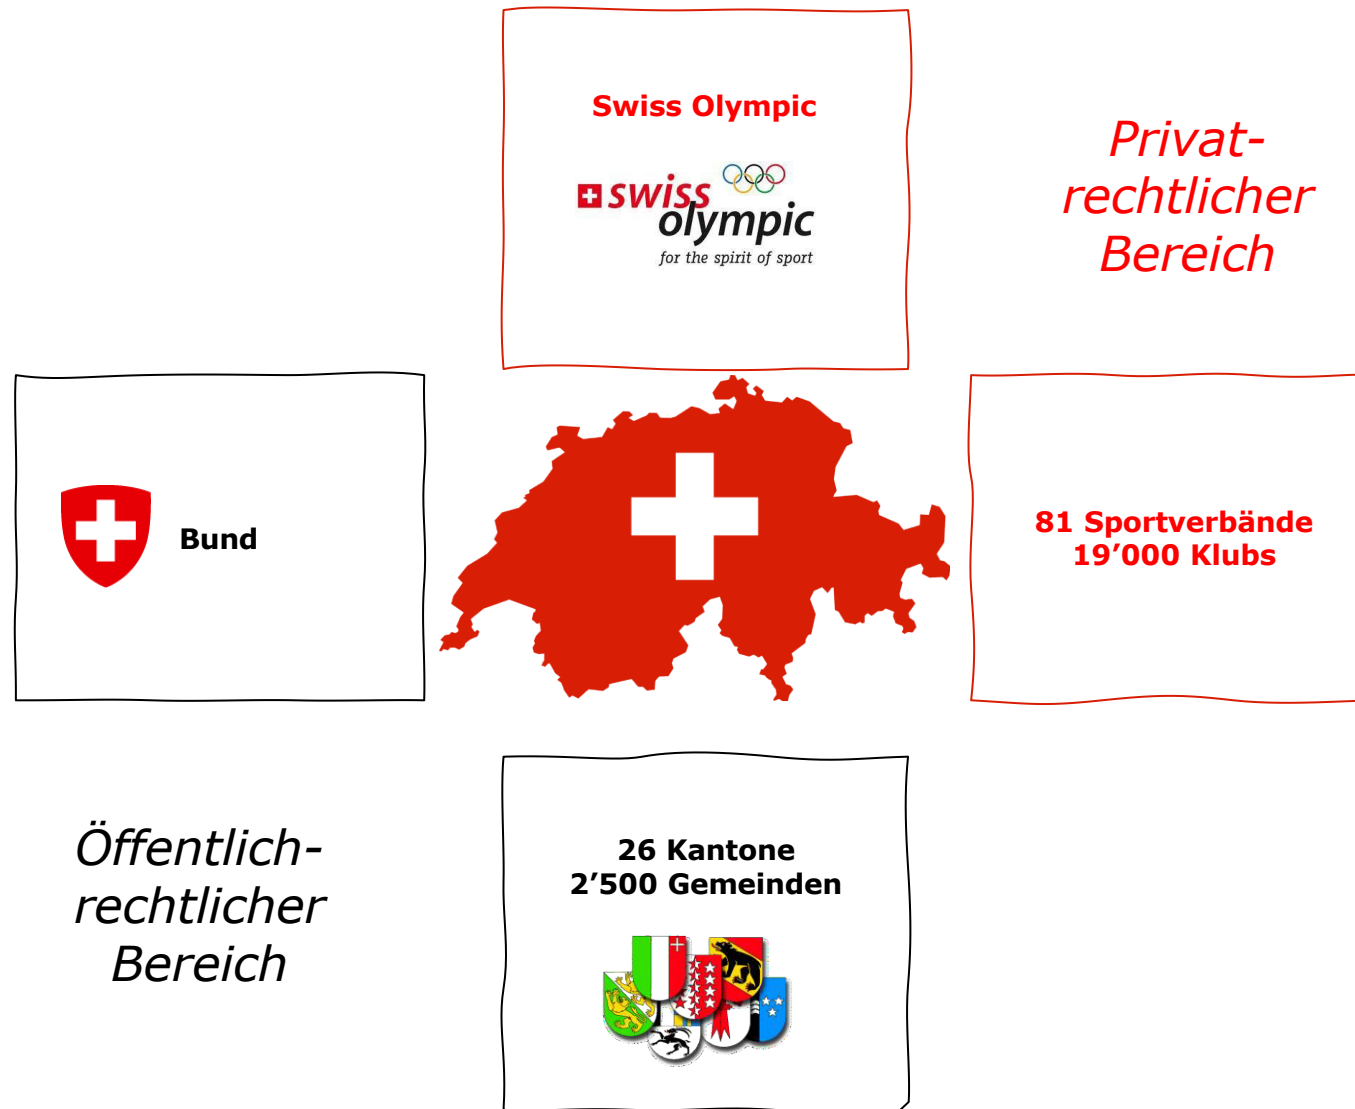 Swiss Olympic
swiss
olympic
for the spirit of sport
Privat-
rechtlicher
Bereich
Bund
81 Sportverbände
19’000 Klubs
Öffentlich-
rechtlicher
Bereich
26 Kantone
2’500 Gemeinden